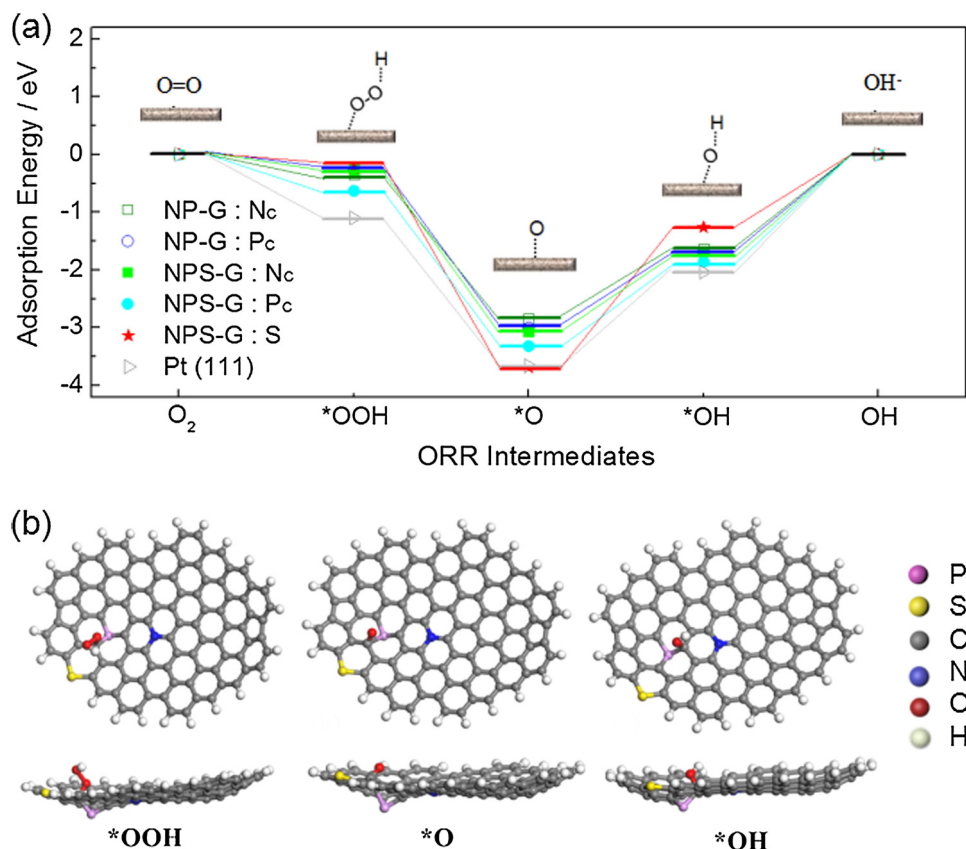 (a)
2
1
0
-1
-2
-3
-4
Adsorption Energy / eV
O=O
H
O-O
O
H
O
OH-
NP-G : Nc
NP-G : Pc
NPS-G : Nc
NPS-G : Pc
NPS-G : S
Pt (111)
O2 *OOH *O *OH OH
ORR Intermediates
(b)
P
S
C
N
O
H
*OOH *O *OH